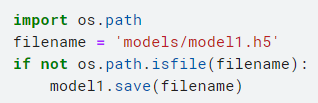 import os.path
filename = 'models/model1.h5'
if not os.path.isfile(filename):
    model1.save(filename)